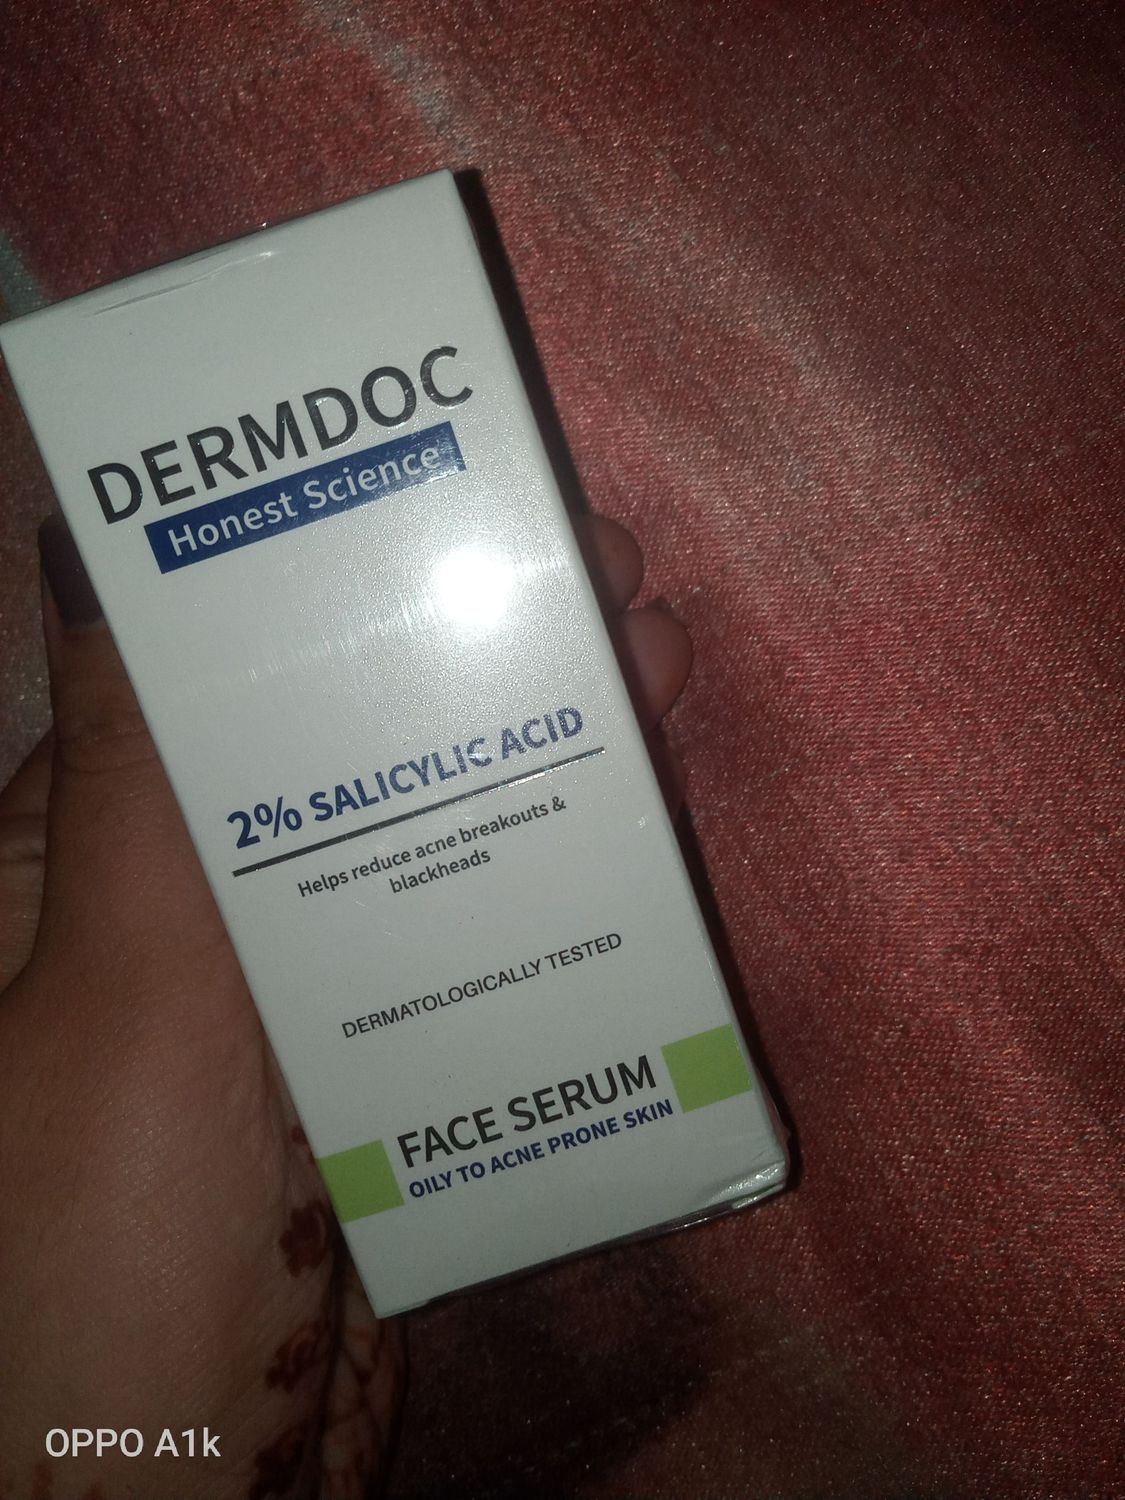 DERMDOC
Honest Science
2% SALICYLIC ACID
Helps reduce acne breakouts &
blackheads
DERMATOLOGICALLY TESTED
FACE SERUM
OILY TO ACNE PRONE SKIN
OPPO A1k